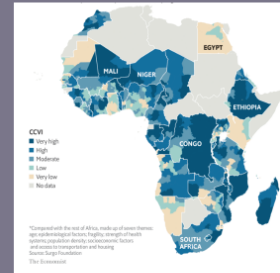 EGYPT
MALI
NIGER
ETHIOPIA
CONGO
SOUTH
AFRICA
CCVI
Very high
High
Moderate
Low
Very low
No data
*Compared with the rest of Africa, made up of seven themes:
age; epidemiological factors; fragility; strength of health
systems; population density; socioeconomic factors;
and access to transportation and housing
Source: Surgo Foundation
The Economist